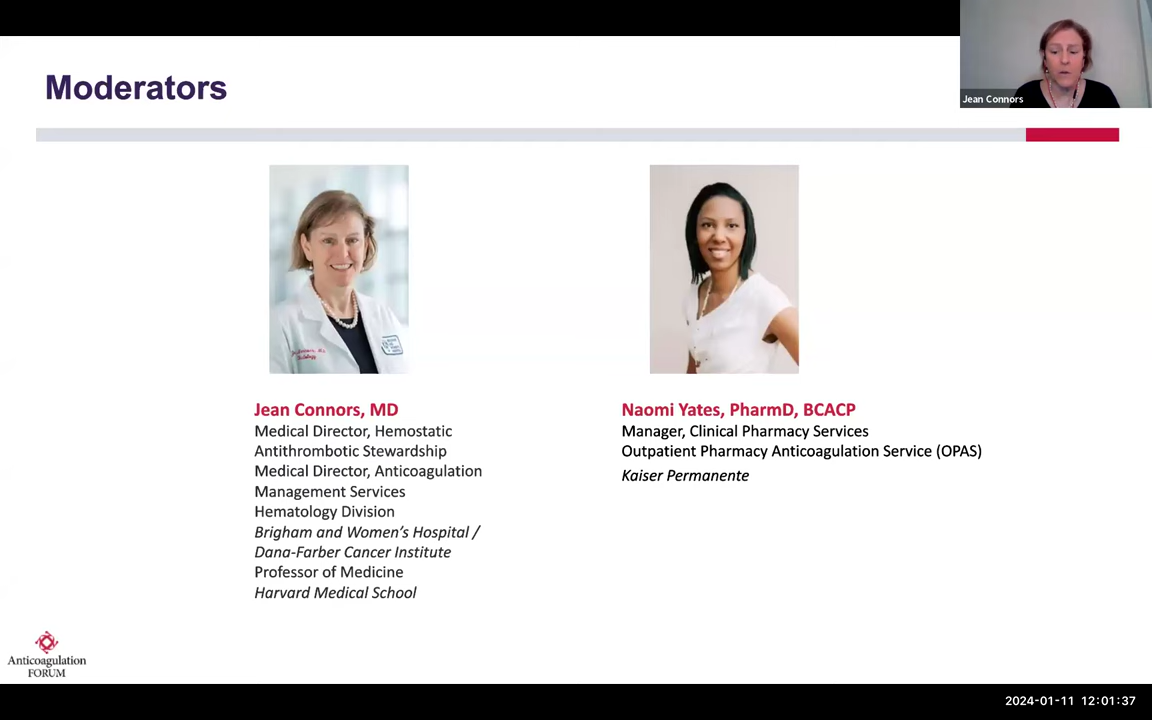 Moderators
Jean Connors
Jean Connors, MD
Medical Director, Hemostatic
Antithrombotic Stewardship
Medical Director, Anticoagulation
Management Services
Hematology Division
Brigham and Women's Hospital /
Dana-Farber Cancer Institute
Professor of Medicine
Harvard Medical School
Naomi Yates, PharmD, BCACP
Manager, Clinical Pharmacy Services
Outpatient Pharmacy Anticoagulation Service (OPAS)
Kaiser Permanente
Anticoagulation
FORUM
2024-01-11 12:01:37